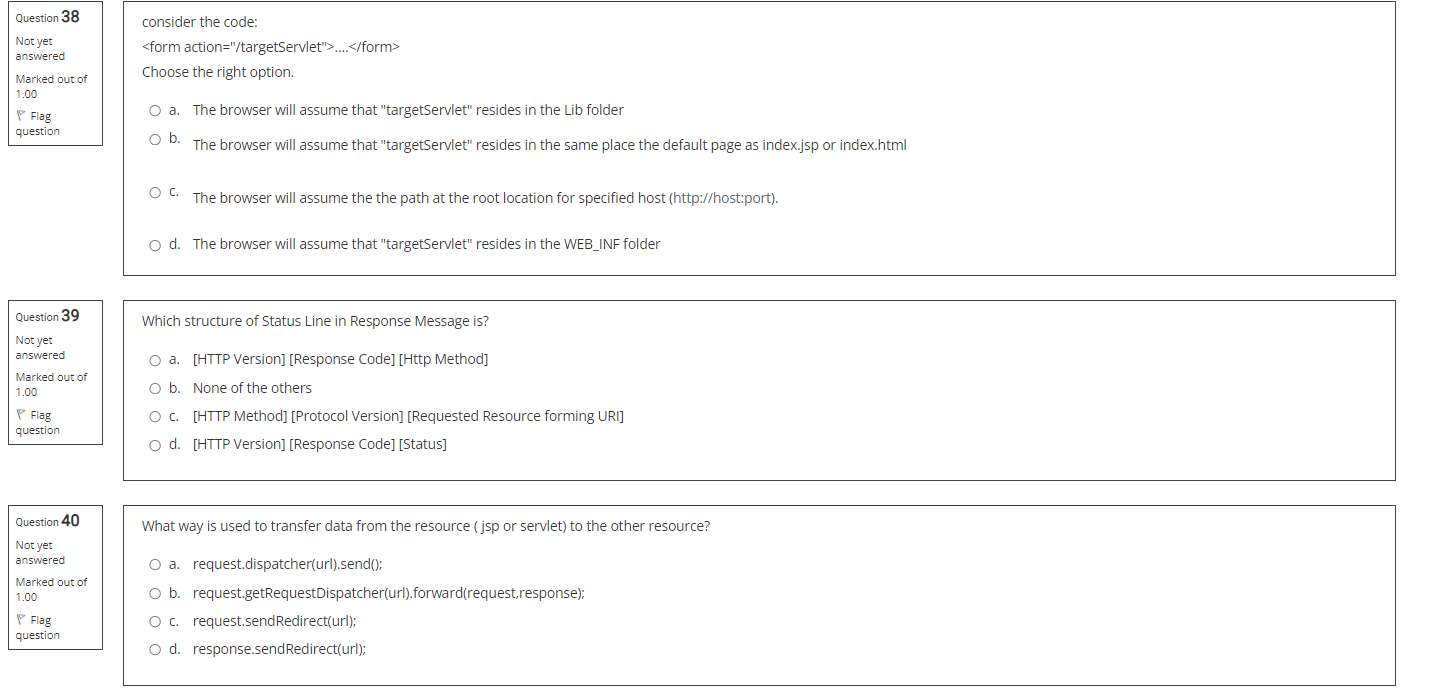 Question 38
Not yet
answered
Marked out of
1.00
Flag
question
consider the code:
<form action="/targetServlet">....</form>
Choose the right option.
a. The browser will assume that "targetServlet" resides in the Lib folder
b. The browser will assume that "targetServlet" resides in the same place the default page as index.jsp or index.html
c. The browser will assume the the path at the root location for specified host (http://host:port).
d. The browser will assume that "targetServlet" resides in the WEB_INF folder
Question 39
Not yet
answered
Marked out of
1.00
Flag
question
Which structure of Status Line in Response Message is?
a. [HTTP Version] [Response Code] [Http Method]
b. None of the others
c. [HTTP Method] [Protocol Version] [Requested Resource forming URI]
d. [HTTP Version] [Response Code] [Status]
Question 40
Not yet
answered
Marked out of
1.00
Flag
question
What way is used to transfer data from the resource ( jsp or servlet) to the other resource?
a. request.dispatcher(url).send();
b. request.getRequestDispatcher(url).forward(request,response);
c. request.sendRedirect(url);
d. response.sendRedirect(url);